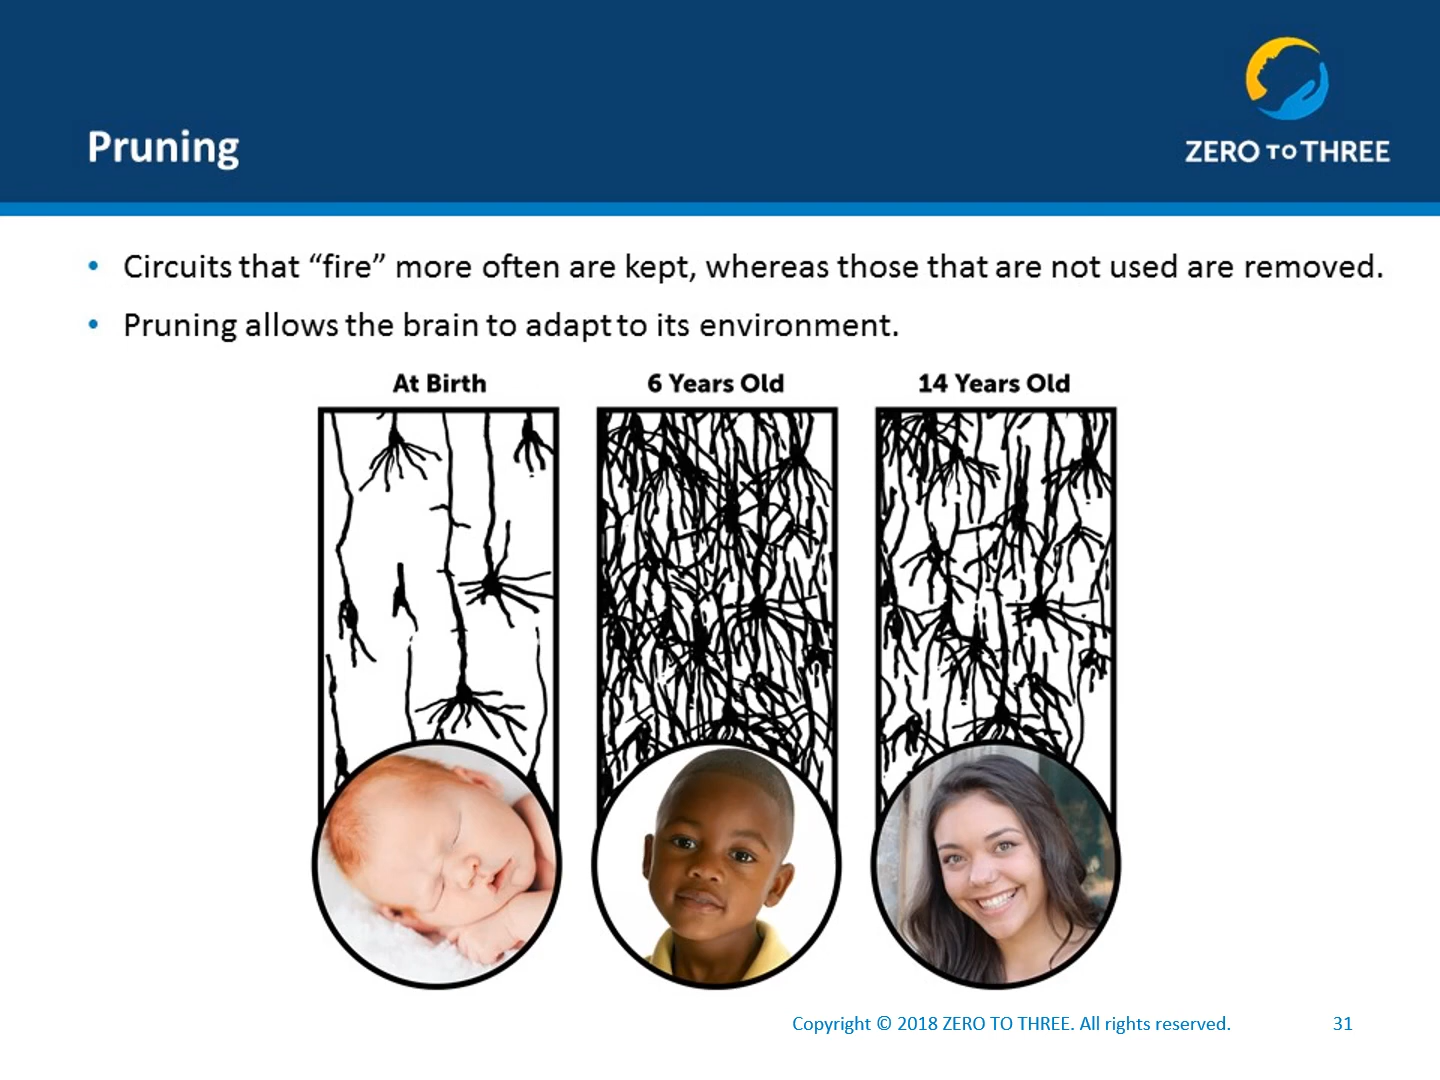 Pruning
ZERO TO THREE
• Circuits that “fire” more often are kept, whereas those that are not used are removed.
• Pruning allows the brain to adapt to its environment.
At Birth
6 Years Old
14 Years Old
Copyright © 2018 ZERO TO THREE. All rights reserved.
31